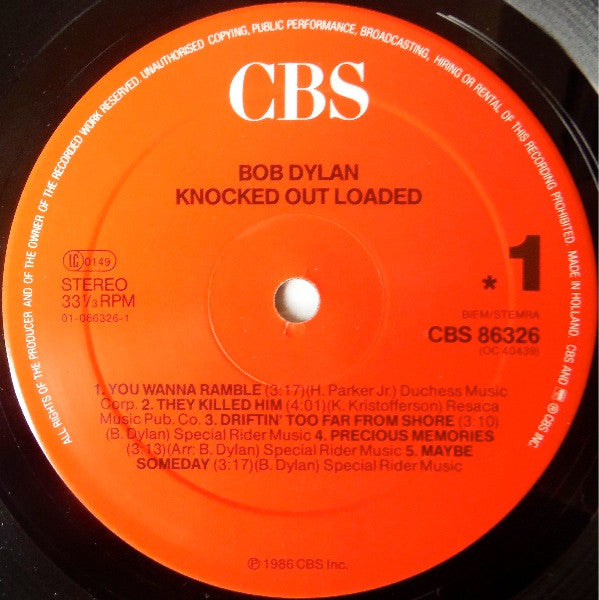 ALL RIGHTS OF THE PRODUCER AND OF THE OWNER OF THE RECORDED WORK RESERVED. UNAUTHORISED COPYING, PUBLIC PERFORMANCE, BROADCASTING, HIRING OR RENTAL OF THIS RECORDING PROHIBITED. MADE IN HOLLAND CBS AND ℗ CBS INC.
CBS
BOB DYLAN
KNOCKED OUT LOADED
LC 0149
STEREO
33 1/3 RPM
01-086326-1
* 1
BIEM/STEMRA
CBS 86326
(OC 40439)
1. YOU WANNA RAMBLE (3:17)(H. Parker Jr.) Duchess Music
Corp. 2. THEY KILLED HIM (4:01)(K. Kristofferson) Resaca
Music Pub. Co. 3. DRIFTIN' TOO FAR FROM SHORE (3:10)
(B. Dylan) Special Rider Music 4. PRECIOUS MEMORIES
(3:13)(Arr: B. Dylan) Special Rider Music 5. MAYBE
SOMEDAY (3:17)(B. Dylan) Special Rider Music
℗ 1986 CBS Inc.